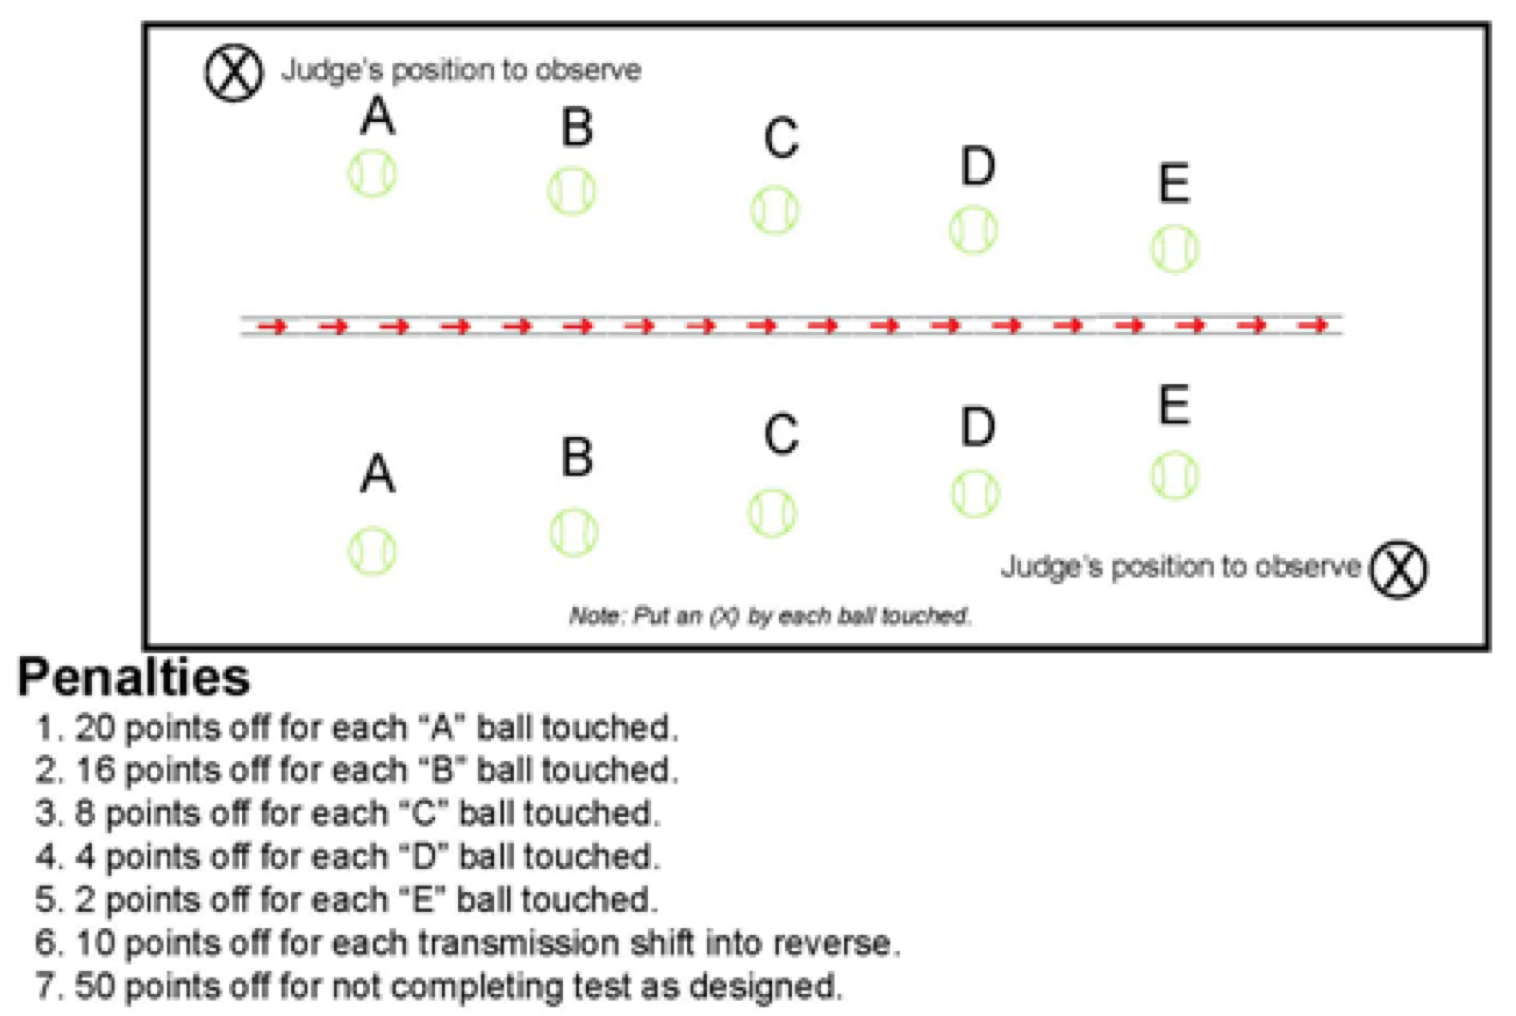 X Judge's position to observe
A
B
C
D
E
A
B
C
D
E
Judge's position to observe X
Note: Put an (X) by each ball touched.
Penalties
1. 20 points off for each “A” ball touched.
2. 16 points off for each “B” ball touched.
3. 8 points off for each “C” ball touched.
4. 4 points off for each “D” ball touched.
5. 2 points off for each “E” ball touched.
6. 10 points off for each transmission shift into reverse.
7. 50 points off for not completing test as designed.